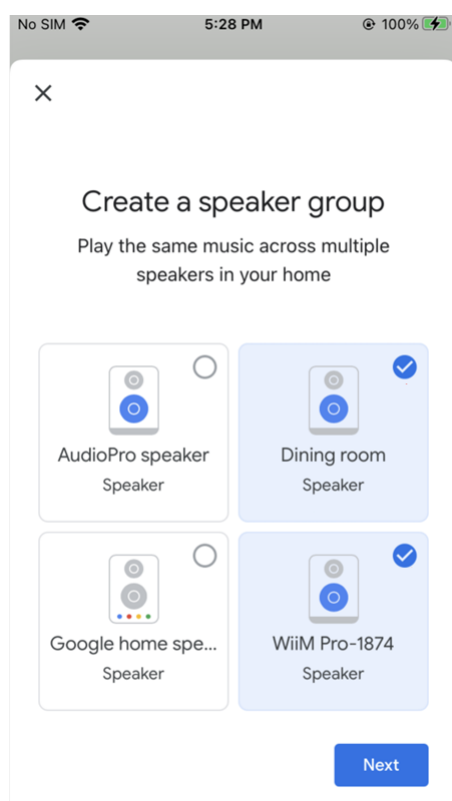 No SIM 5:28 PM 100%
Create a speaker group
Play the same music across multiple
speakers in your home
AudioPro speaker
Speaker
Dining room
Speaker
Google home spe...
Speaker
WiiM Pro-1874
Speaker
Next